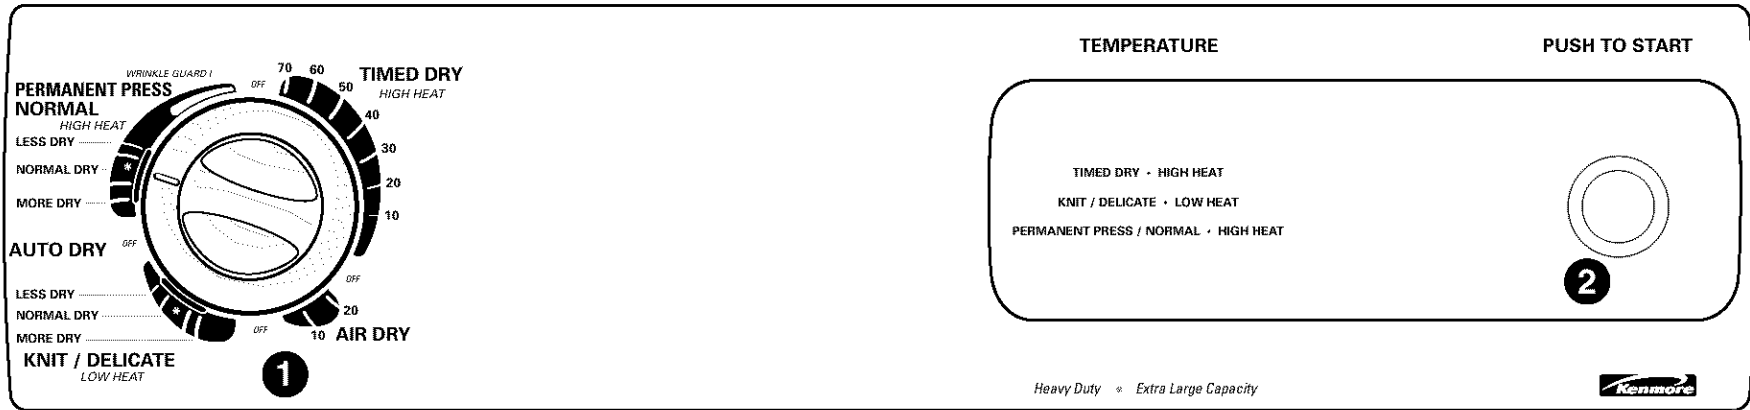 TEMPERATURE
PUSH TO START
WRINKLE GUARD I
PERMANENT PRESS
NORMAL
HIGH HEAT
LESS DRY
* NORMAL DRY
MORE DRY
OFF
70
60
50
40
30
20
10
TIMED DRY
HIGH HEAT
OFF
AUTO DRY
OFF
LESS DRY
* NORMAL DRY
MORE DRY
KNIT / DELICATE
LOW HEAT
OFF
20
10
AIR DRY
1
TIMED DRY • HIGH HEAT
KNIT / DELICATE • LOW HEAT
PERMANENT PRESS / NORMAL • HIGH HEAT
2
Heavy Duty * Extra Large Capacity
Kenmore